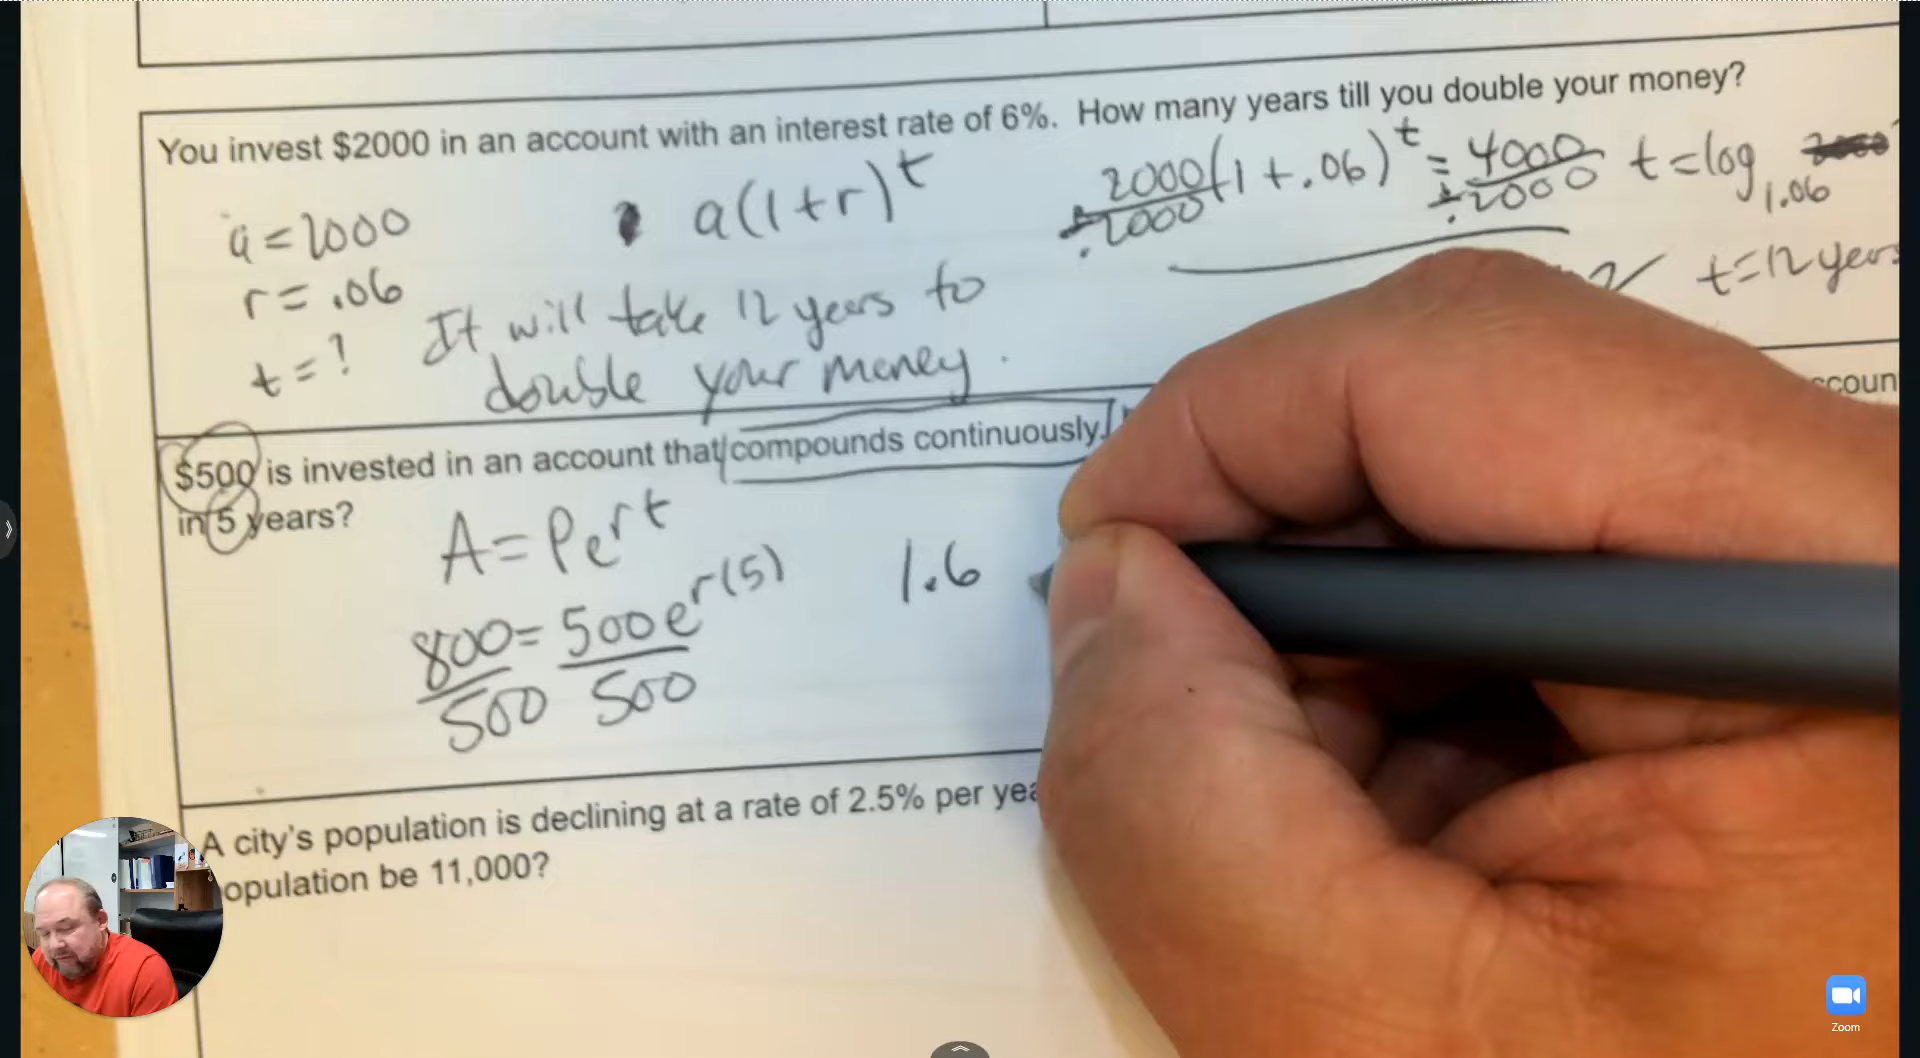 You invest $2000 in an account with an interest rate of 6%. How many years till you double your money?
a=2000
r=.06
t=?
a(1+r)^t
2000(1+.06)^t = 4000
÷2000 ÷2000
t=log 1.06
t=12 years
It will take 12 years to
double your money.
$500 is invested in an account that compounds continuously.
in 5 years?
A=Pe^rt
800=500e^r(5)
500 500
1.6
A city's population is declining at a rate of 2.5% per
population be 11,000?
Zoom